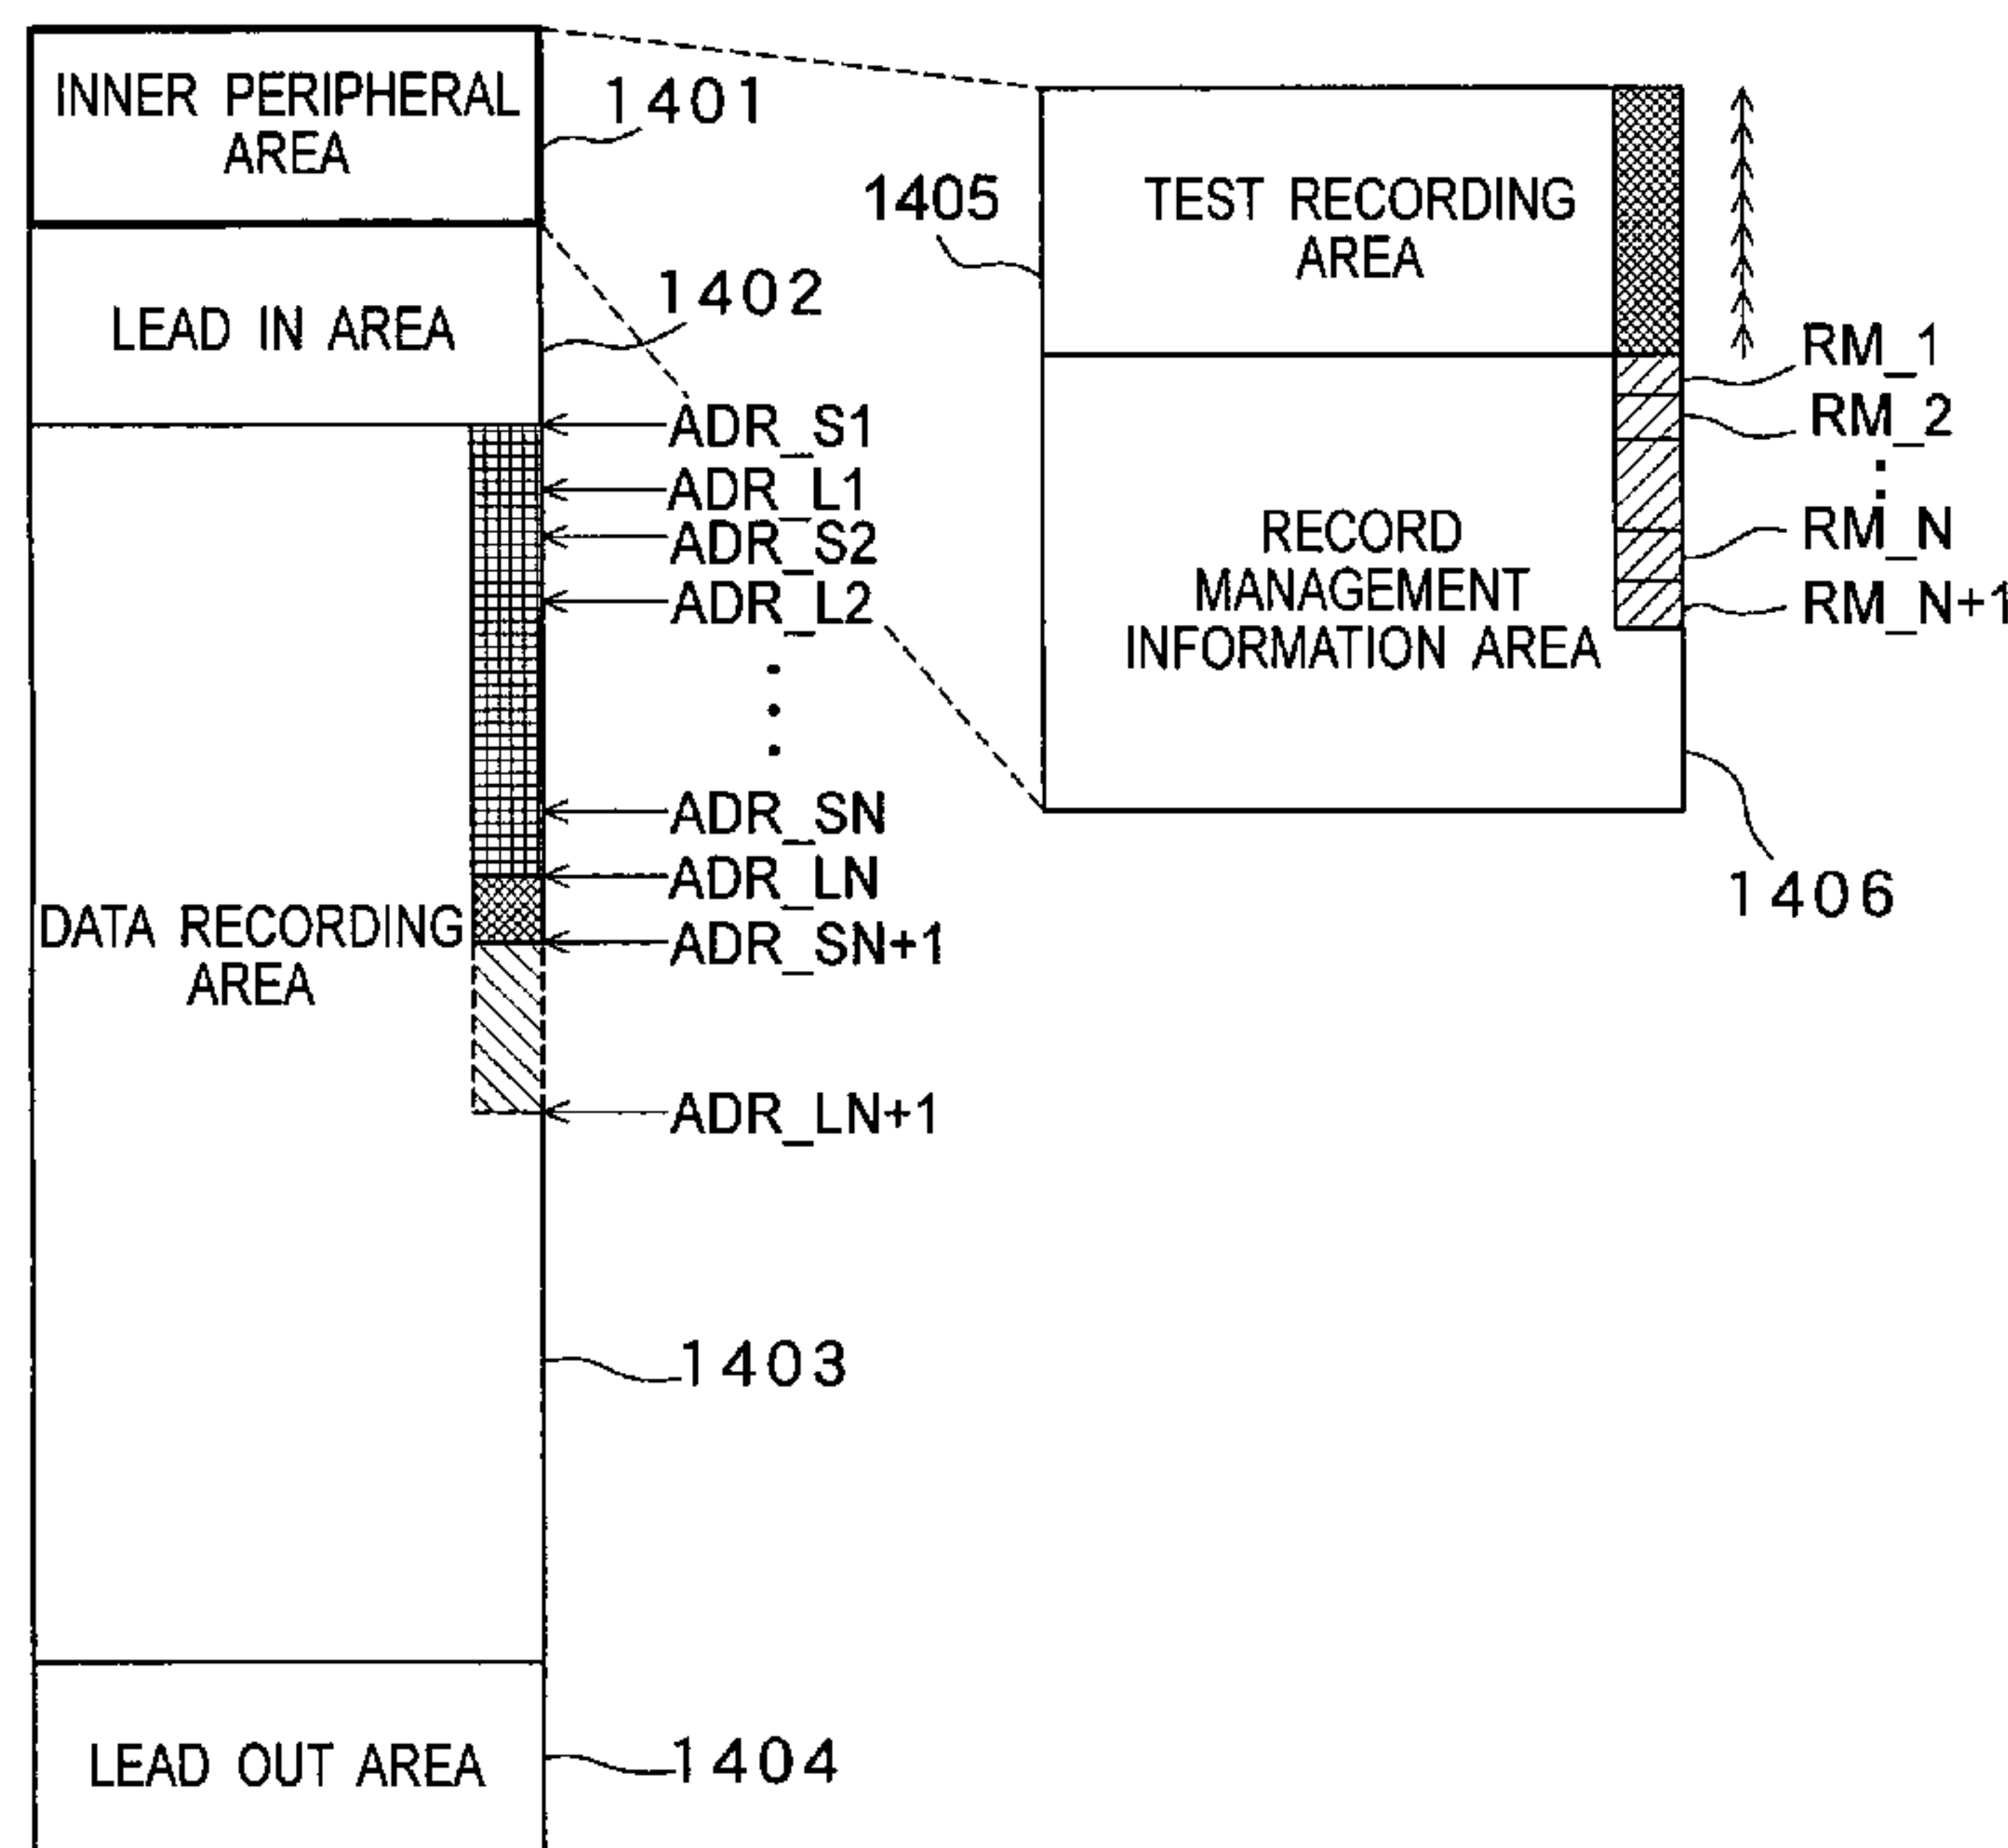 INNER PERIPHERAL
AREA
1401
LEAD IN AREA
1402
ADR_S1
ADR_L1
ADR_S2
ADR_L2
ADR_SN
ADR_LN
DATA RECORDING
AREA
ADR_SN+1
ADR_LN+1
1403
LEAD OUT AREA
1404
1405
TEST RECORDING
AREA
RECORD
MANAGEMENT
INFORMATION AREA
RM_1
RM_2
RM_N
RM_N+1
1406